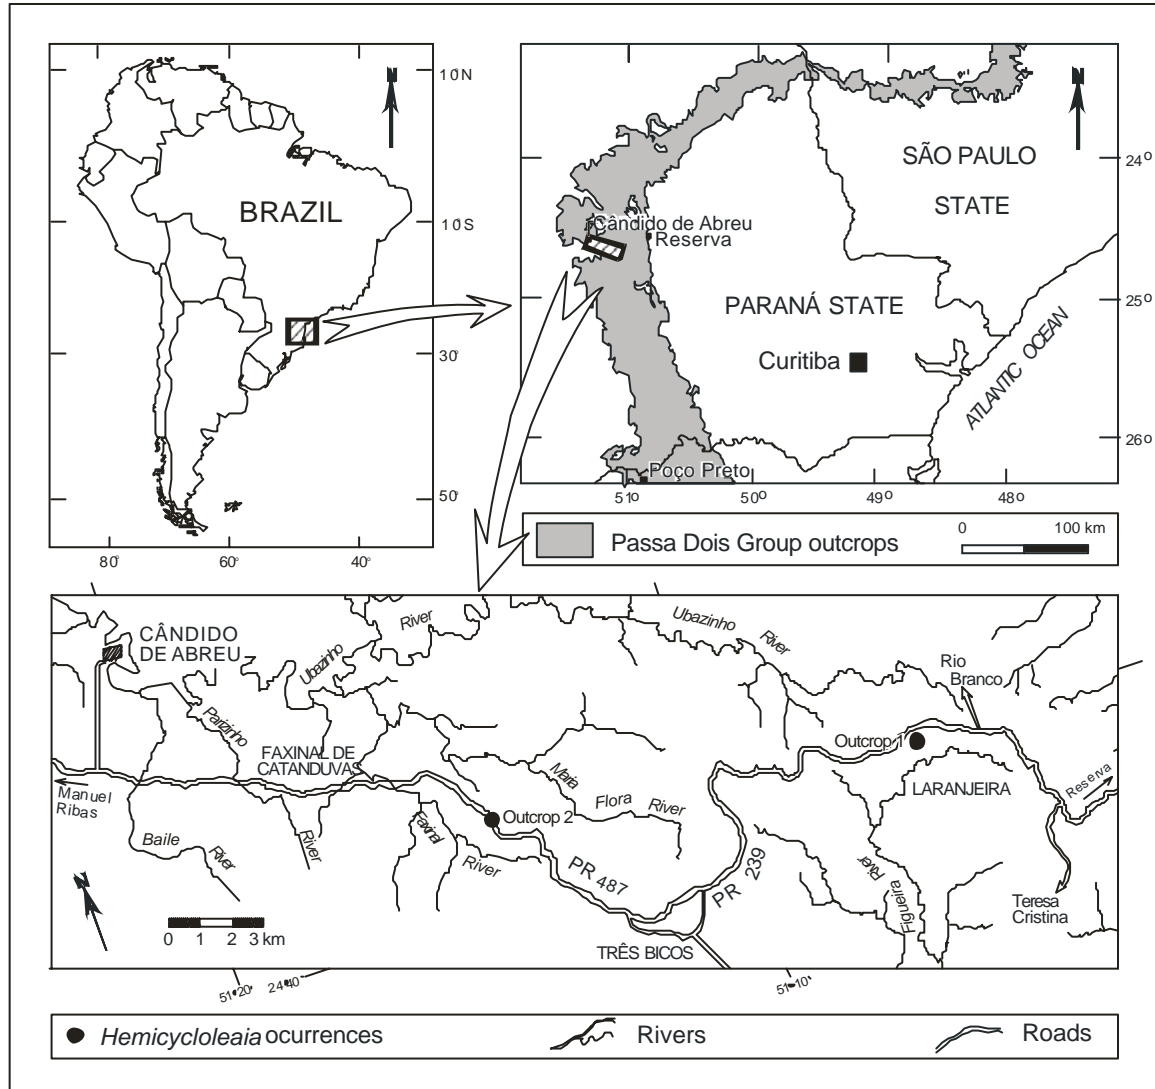 10°N
N
BRAZIL
10S
30°
50°
80°
60°
40°
N
SÃO PAULO
STATE
24°
Cândido de Abreu
Reserva
PARANÁ STATE
25°
Curitiba
ATLANTIC OCEAN
26°
Poço Preto
51°
50°
49°
48°
Passa Dois Group outcrops
0
100 km
CÂNDIDO
DE ABREU
Ubazinho
River
Ubazinho
River
Rio
Branco
Parizinho
FAXINAL DE
CATANDUVAS
Outcrop 1
Manuel
Ribas
Maria
Flora
River
LARANJEIRA
Reserva
Outcrop 2
Baile
River
River
Faxinal
River
PR 487
PR 239
Figueira
River
Teresa
Cristina
N
0 1 2 3 km
TRÊS BICOS
51°20'
24°40'
51°10'
Hemicycloleaia ocurrences
Rivers
Roads